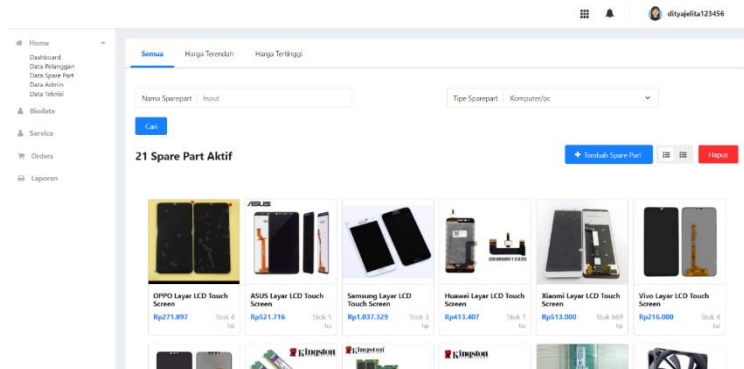 dityajelita123456
Home
Dashboard
Data Pelanggan
Data Spare Part
Data Admin
Data Teknisi
Biodata
Service
Orders
Laporan
Semua Harga Terendah Harga Tertinggi
Nama Sparepart Input
Tipe Sparepart Komputer/pc
Cari
21 Spare Part Aktif
+ Tambah Spare Part
Hapus
ASUS
OPPO Layar LCD Touch Screen
Rp271.897 Stok 4
hp
ASUS Layar LCD Touch
Screen
Rp521.716 Stok 5
hp
Samsung Layar LCD
Touch Screen
Rp1.037.329 Stok 3
hp
Huawei Layar LCD Touch
Screen
Rp413.407 Stok 1
hp
Xiaomi Layar LCD Touch
Screen
Rp513.000 Stok 669
hp
Vivo Layar LCD Touch
Screen
Rp216.000 Stok 4
hp
Kingston
Kingston
Kingston